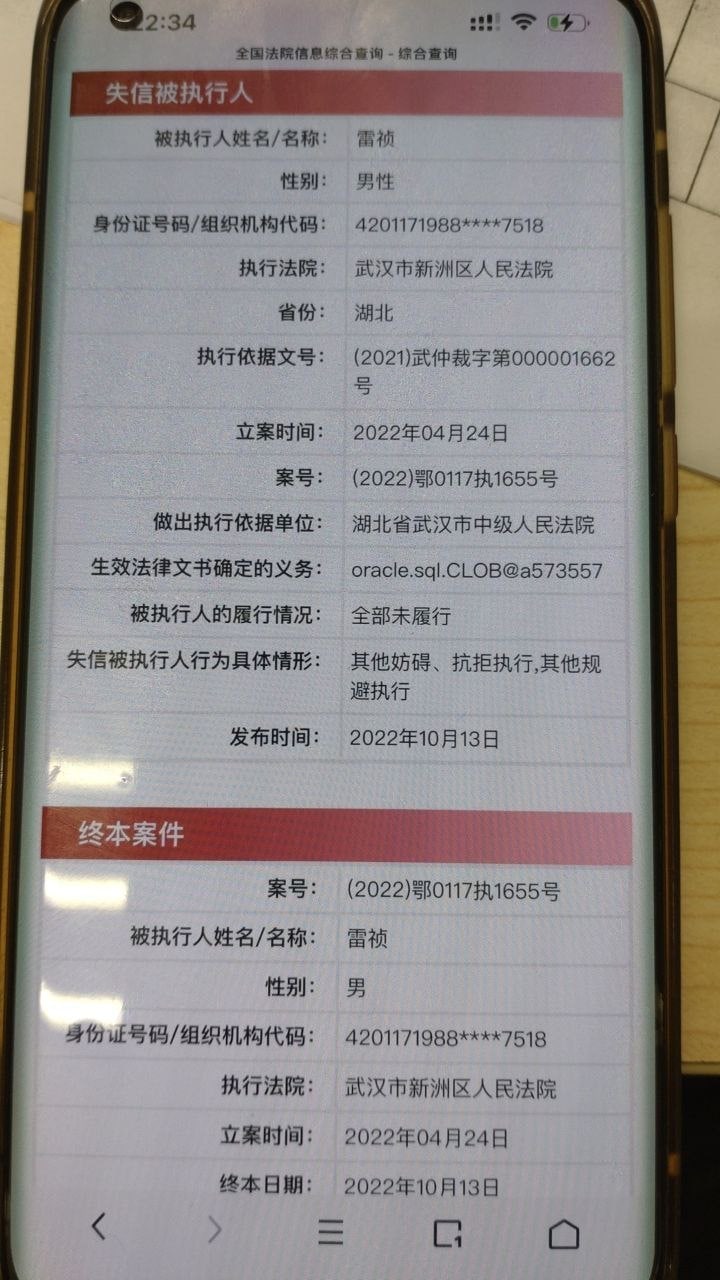 22:34
全国法院信息综合查询 - 综合查询
失信被执行人
被执行人姓名/名称： 雷祯
性别： 男性
身份证号码/组织机构代码： 4201171988****7518
执行法院： 武汉市新洲区人民法院
省份： 湖北
执行依据文号： (2021)武仲裁字第000001662
号
立案时间： 2022年04月24日
案号： (2022)鄂0117执1655号
做出执行依据单位： 湖北省武汉市中级人民法院
生效法律文书确定的义务： oracle.sql.CLOB@a573557
被执行人的履行情况： 全部未履行
失信被执行人行为具体情形： 其他妨碍、抗拒执行,其他规
避执行
发布时间： 2022年10月13日
终本案件
案号： (2022)鄂0117执1655号
被执行人姓名/名称： 雷祯
性别： 男
身份证号码/组织机构代码： 4201171988****7518
执行法院： 武汉市新洲区人民法院
立案时间： 2022年04月24日
终本日期： 2022年10月13日
1